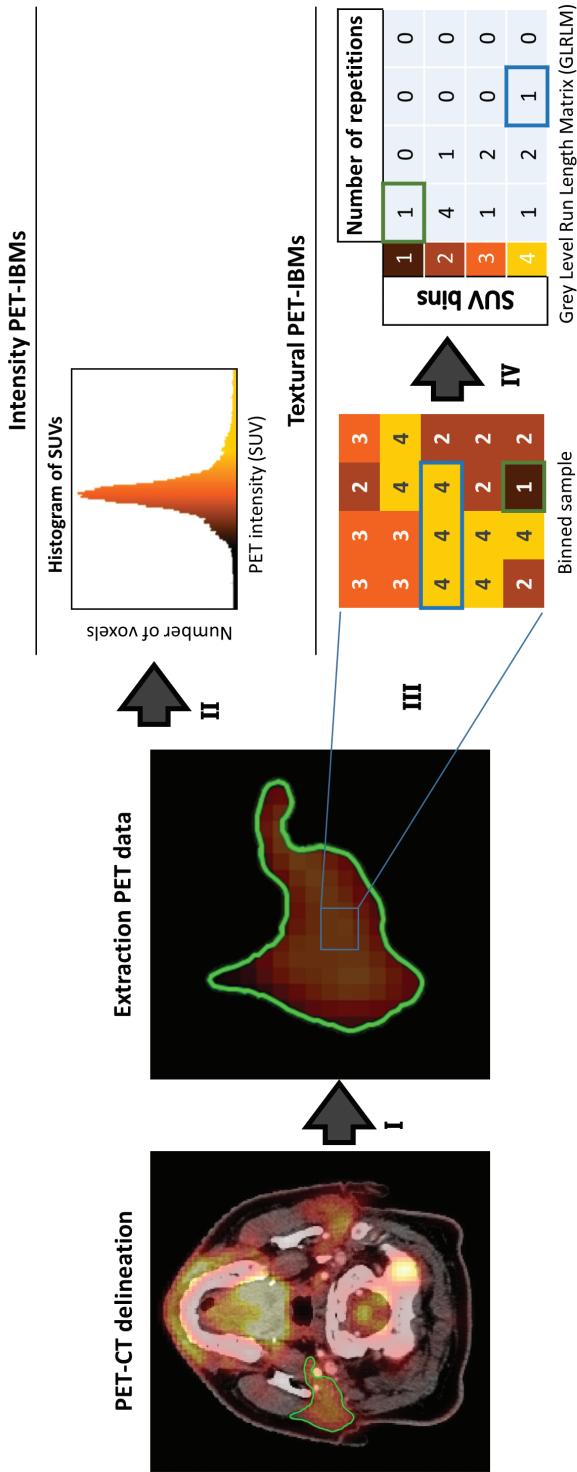 PET-CT delineation
I
Extraction PET data
II
III
Intensity PET-IBMs
Histogram of SUVs
Number of voxels
PET intensity (SUV)
Textural PET-IBMs
3 3 2 3
3 3 4 4
4 4 4 2
4 4 2 2
2 4 1 2
Binned sample
IV
Number of repetitions
SUV bins
1 1 0 0 0
2 4 1 0 0
3 1 2 0 0
4 1 2 1 0
Grey Level Run Length Matrix (GLRLM)